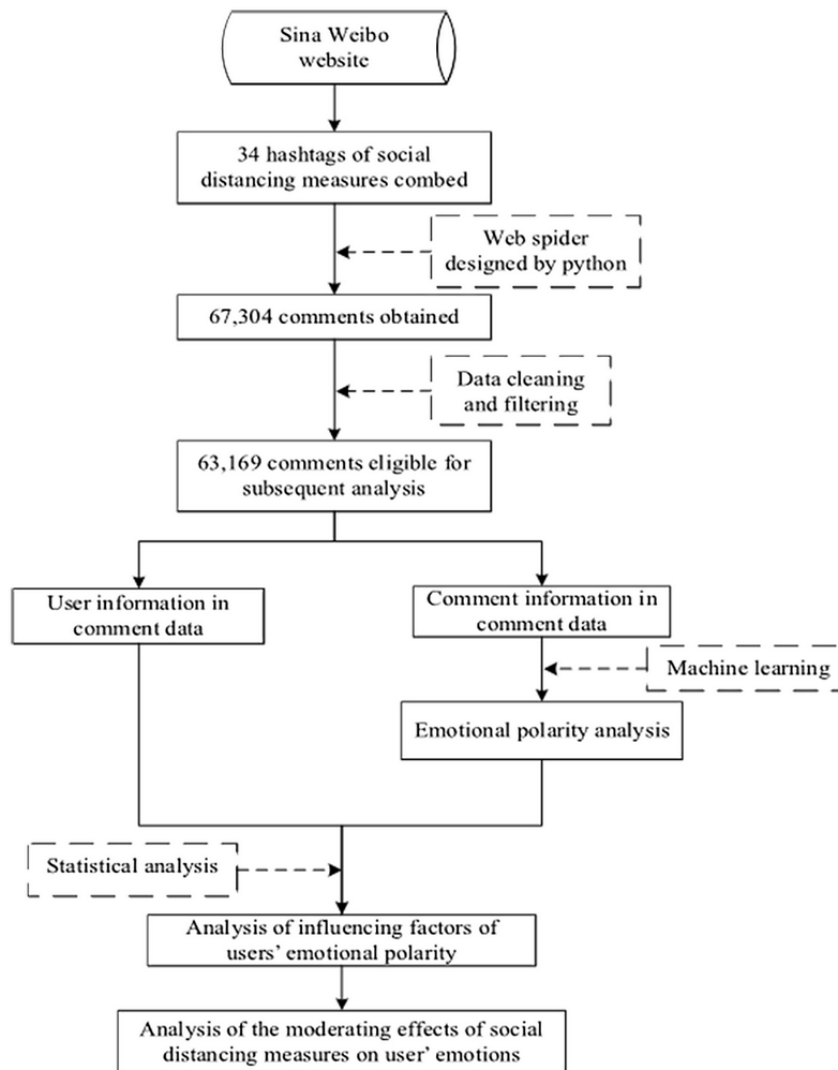 Sina Weibo
website
34 hashtags of social
distancing measures combed
Web spider
designed by python
67,304 comments obtained
Data cleaning
and filtering
63,169 comments eligible for
subsequent analysis
User information in
comment data
Comment information in
comment data
Machine learning
Emotional polarity analysis
Statistical analysis
Analysis of influencing factors of
users’ emotional polarity
Analysis of the moderating effects of social
distancing measures on user’ emotions